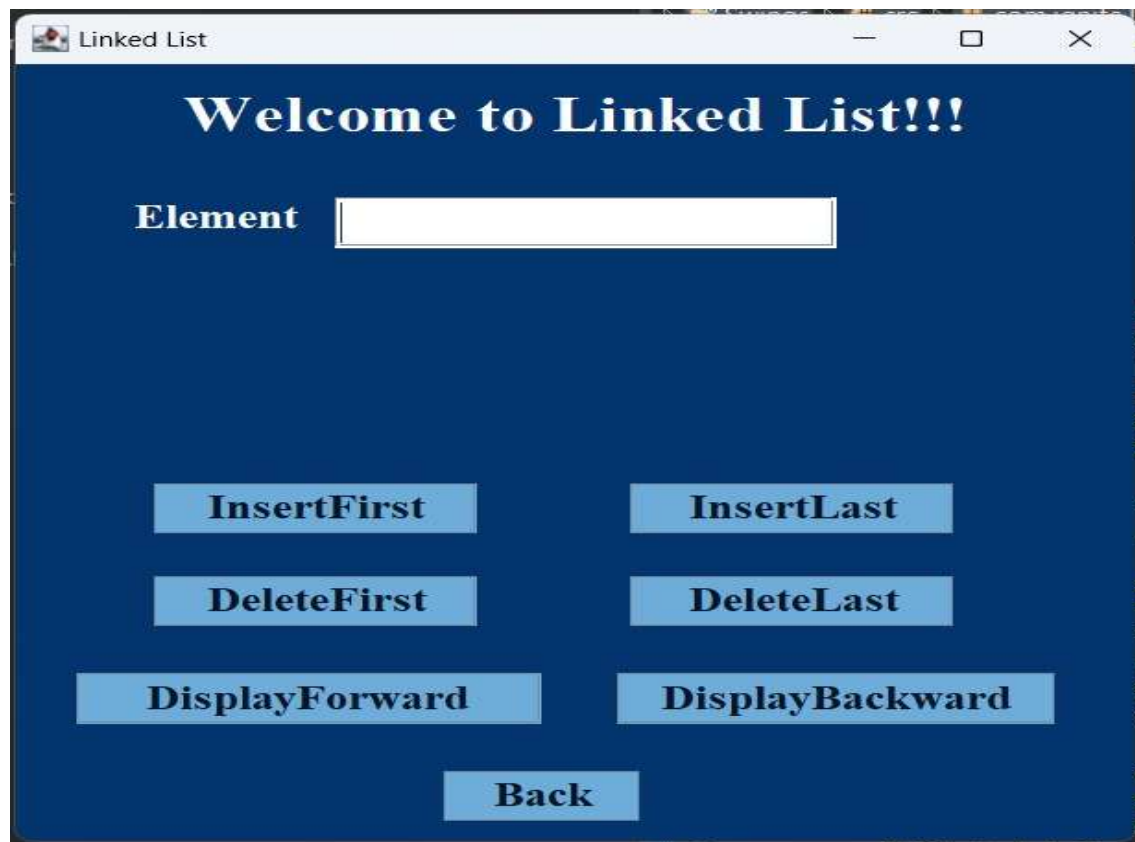 Linked List
Welcome to Linked List!!!
Element
InsertFirst InsertLast
DeleteFirst DeleteLast
DisplayForward DisplayBackward
Back